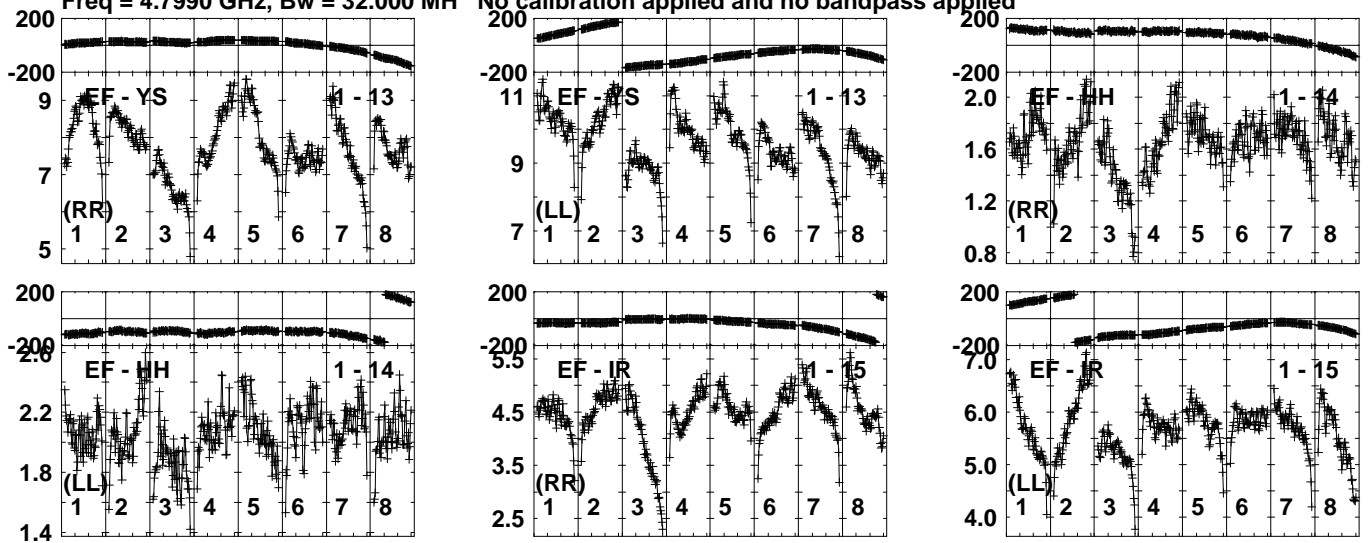 Freq = 4.7990 GHz, Bw = 32.000 MH No calibration applied and no bandpass applied
200
-200
9
7
5
EF - YS
1 - 13
(RR)
1 2 3 4 5 6 7 8
11
9
7
EF - YS
1 - 13
(LL)
1 2 3 4 5 6 7 8
2.0
1.6
1.2
0.8
EF - HH
1 - 14
(RR)
1 2 3 4 5 6 7 8
200
-200
2.6
2.2
1.8
1.4
EF - HH
1 - 14
(LL)
1 2 3 4 5 6 7 8
200
-200
5.5
4.5
3.5
2.5
EF - IR
1 - 15
(RR)
1 2 3 4 5 6 7 8
200
-200
7.0
6.0
5.0
4.0
EF - IR
1 - 15
(LL)
1 2 3 4 5 6 7 8